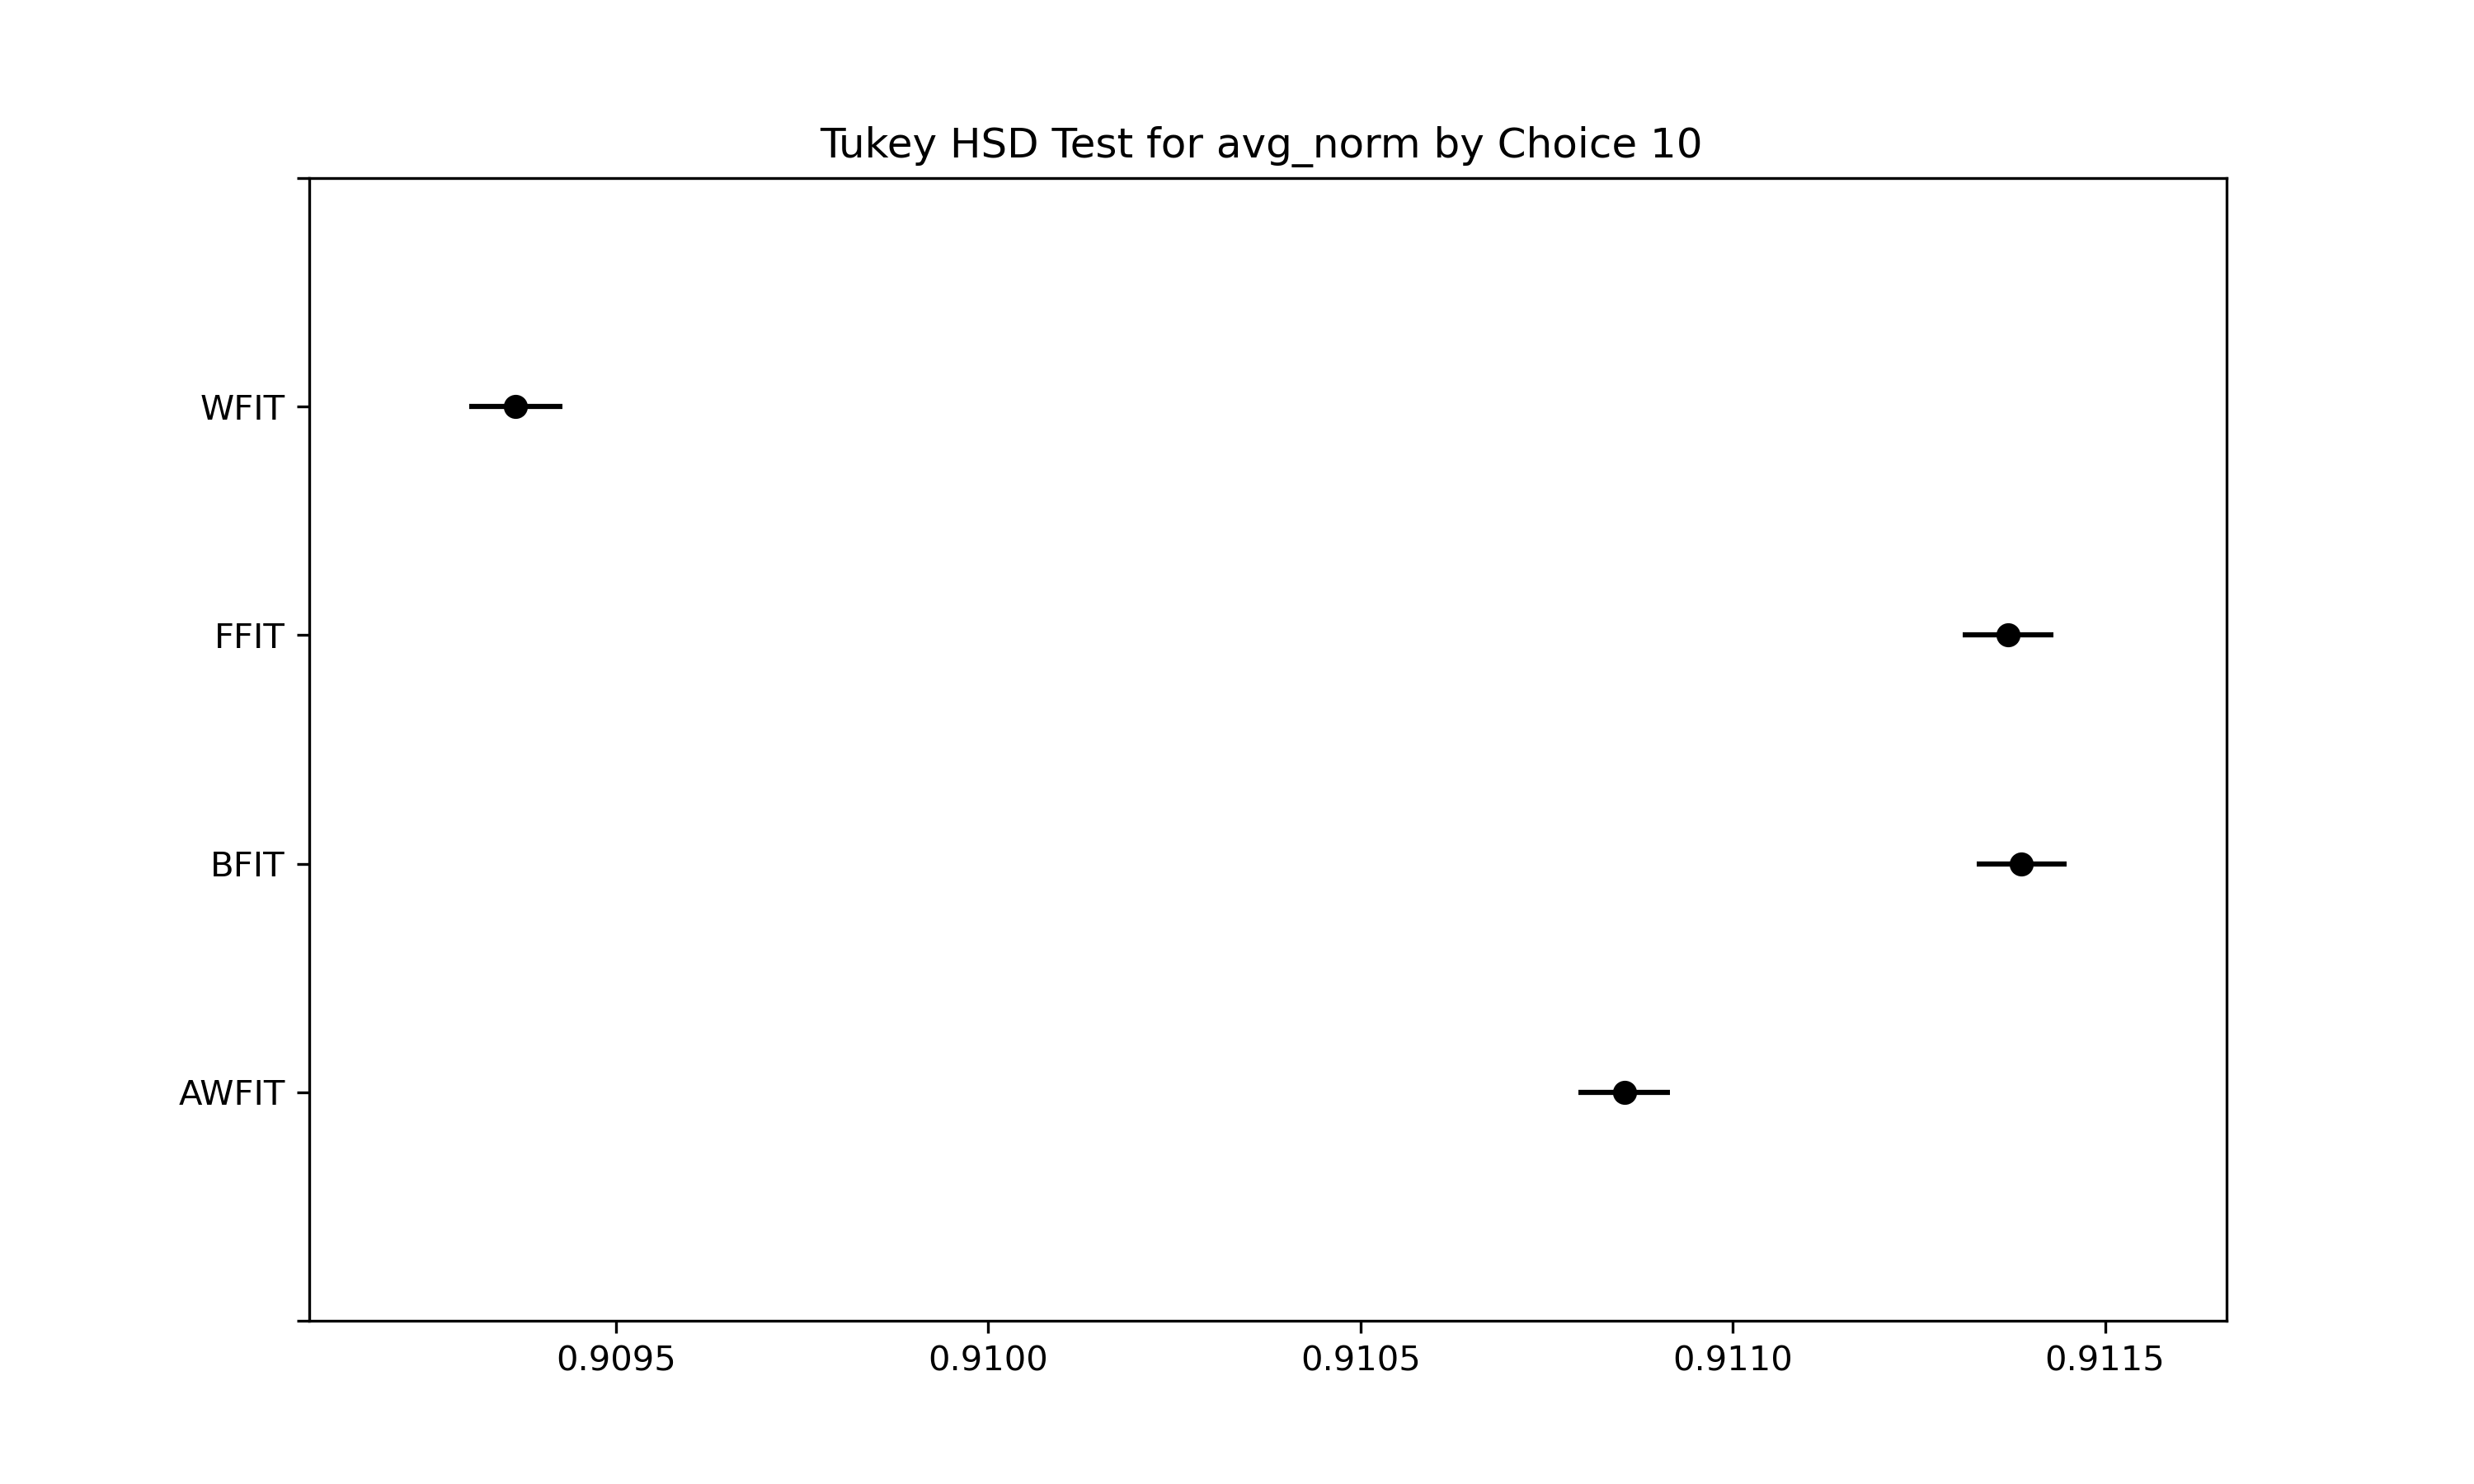 Tukey HSD Test for avg_norm by Choice 10
WFIT
FFIT
BFIT
AWFIT
0.9095 0.9100 0.9105 0.9110 0.9115